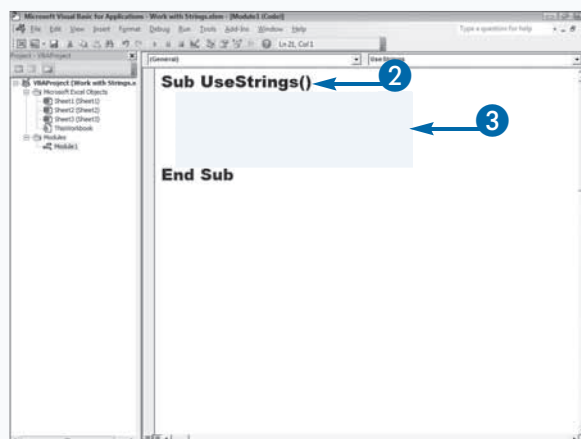 Microsoft Visual Basic for Applications - Work with Strings.xlsm - [Module1 (Code)]
File Edit View Insert Format Debug Run Tools Add-Ins Window Help
Type a question for help
Ln 21, Col 1
Project - VBAProject
(General)
UseStrings
VBAProject (Work with Strings.x
Microsoft Excel Objects
Sheet1 (Sheet1)
Sheet2 (Sheet2)
Sheet3 (Sheet3)
ThisWorkbook
Modules
Module1
Sub UseStrings()
2
3
End Sub